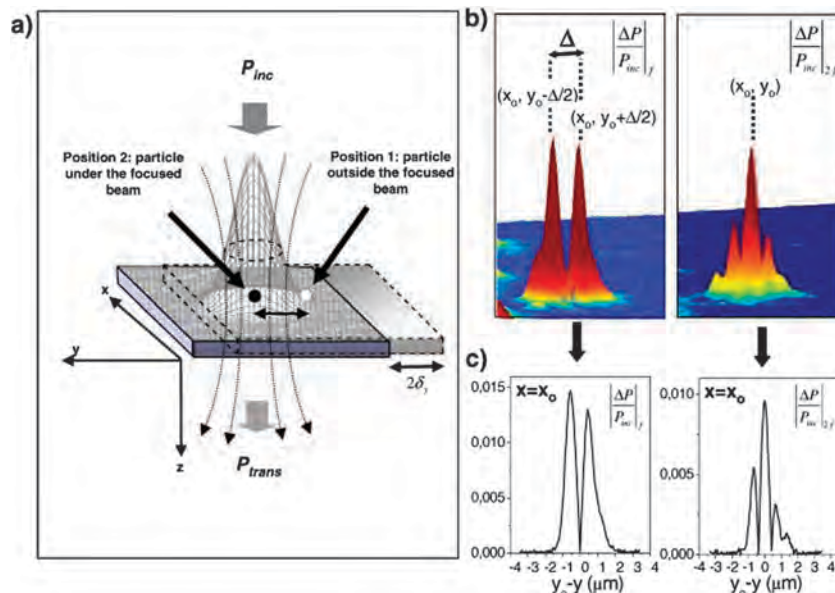 a)
P_inc
Position 2: particle
under the focused
beam
Position 1: particle
outside the focused
beam
x
y
z
2δ_y
P_trans
b)
Δ
|ΔP/P_inc|_f
(x_o, y_o-Δ/2)
(x_o, y_o+Δ/2)
|ΔP/P_inc|_2f
(x_o, y_o)
c)
x=x_o
|ΔP/P_inc|_f
0,015
0,010
0,005
0,000
-4 -3 -2 -1 0 1 2 3 4
y_o-y (μm)
x=x_o
|ΔP/P_inc|_2f
0,010
0,005
0,000
-4 -3 -2 -1 0 1 2 3 4
y_o-y (μm)